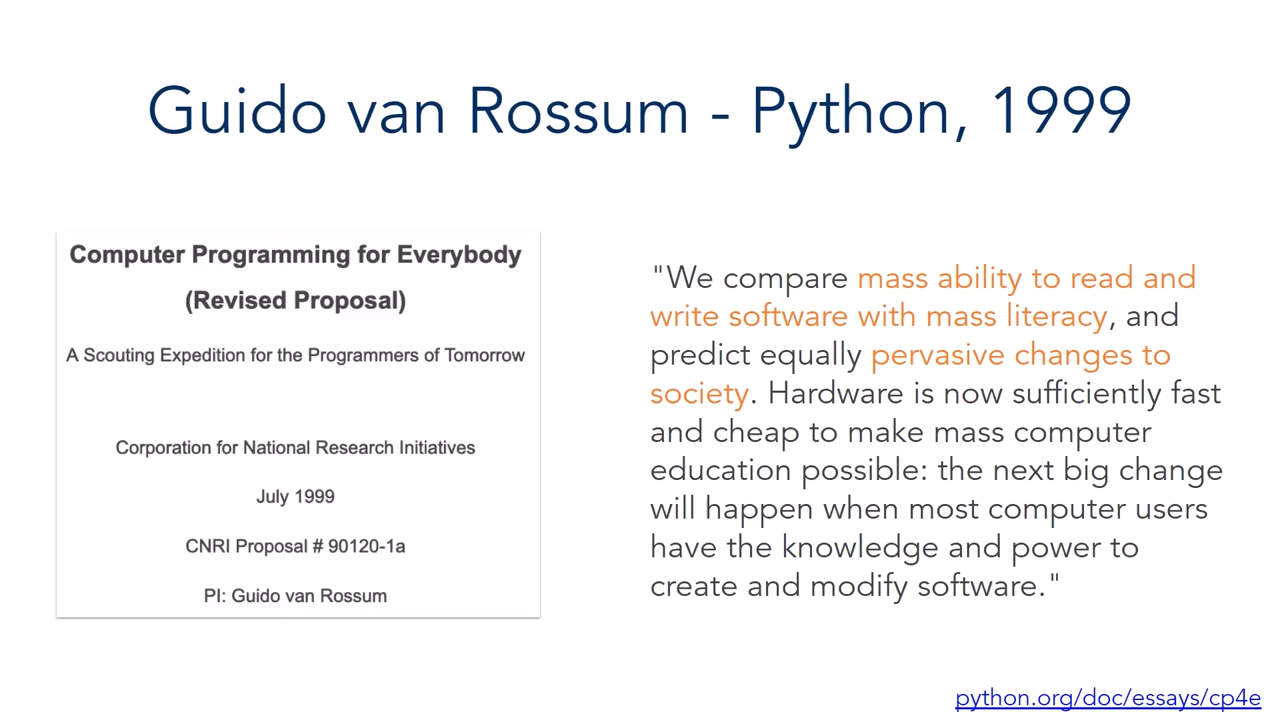 Guido van Rossum - Python, 1999
Computer Programming for Everybody
(Revised Proposal)
A Scouting Expedition for the Programmers of Tomorrow
Corporation for National Research Initiatives
July 1999
CNRI Proposal # 90120-1a
PI: Guido van Rossum
"We compare mass ability to read and
write software with mass literacy, and
predict equally pervasive changes to
society. Hardware is now sufficiently fast
and cheap to make mass computer
education possible: the next big change
will happen when most computer users
have the knowledge and power to
create and modify software."
python.org/doc/essays/cp4e